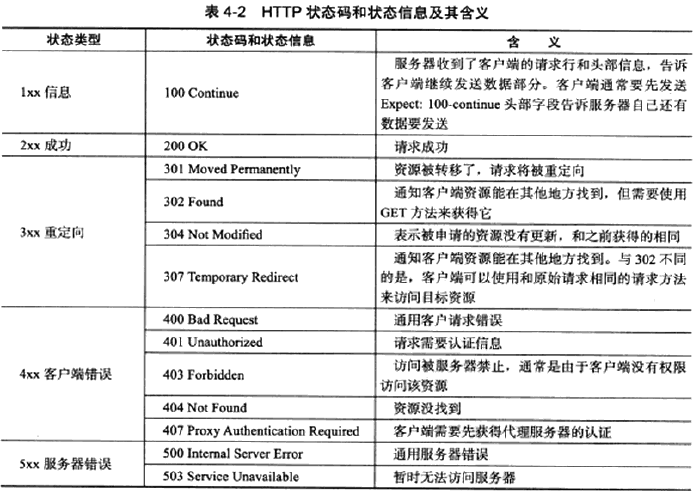 表 4-2 HTTP 状态码和状态信息及其含义
状态类型 状态码和状态信息 含 义
1xx 信息 100 Continue 服务器收到了客户端的请求行和头部信息，告诉
客户端继续发送数据部分。客户端通常要先发送
Expect: 100-continue 头部字段告诉服务器自己还有
数据要发送
2xx 成功 200 OK 请求成功
3xx 重定向 301 Moved Permanently 资源被转移了，请求将被重定向
302 Found 通知客户端资源能在其他地方找到，但需要使用
GET 方法来获得它
304 Not Modified 表示被申请的资源没有更新，和之前获得的相同
307 Temporary Redirect 通知客户端资源能在其他地方找到。与 302 不同
的是，客户端可以使用和原始请求相同的请求方法
来访问目标资源
4xx 客户端错误 400 Bad Request 通用客户请求错误
401 Unauthorized 请求需要认证信息
403 Forbidden 访问被服务器禁止，通常是由于客户端没有权限
访问该资源
404 Not Found 资源没找到
407 Proxy Authentication Required 客户端需要先获得代理服务器的认证
5xx 服务器错误 500 Internal Server Error 通用服务器错误
503 Service Unavailable 暂时无法访问服务器